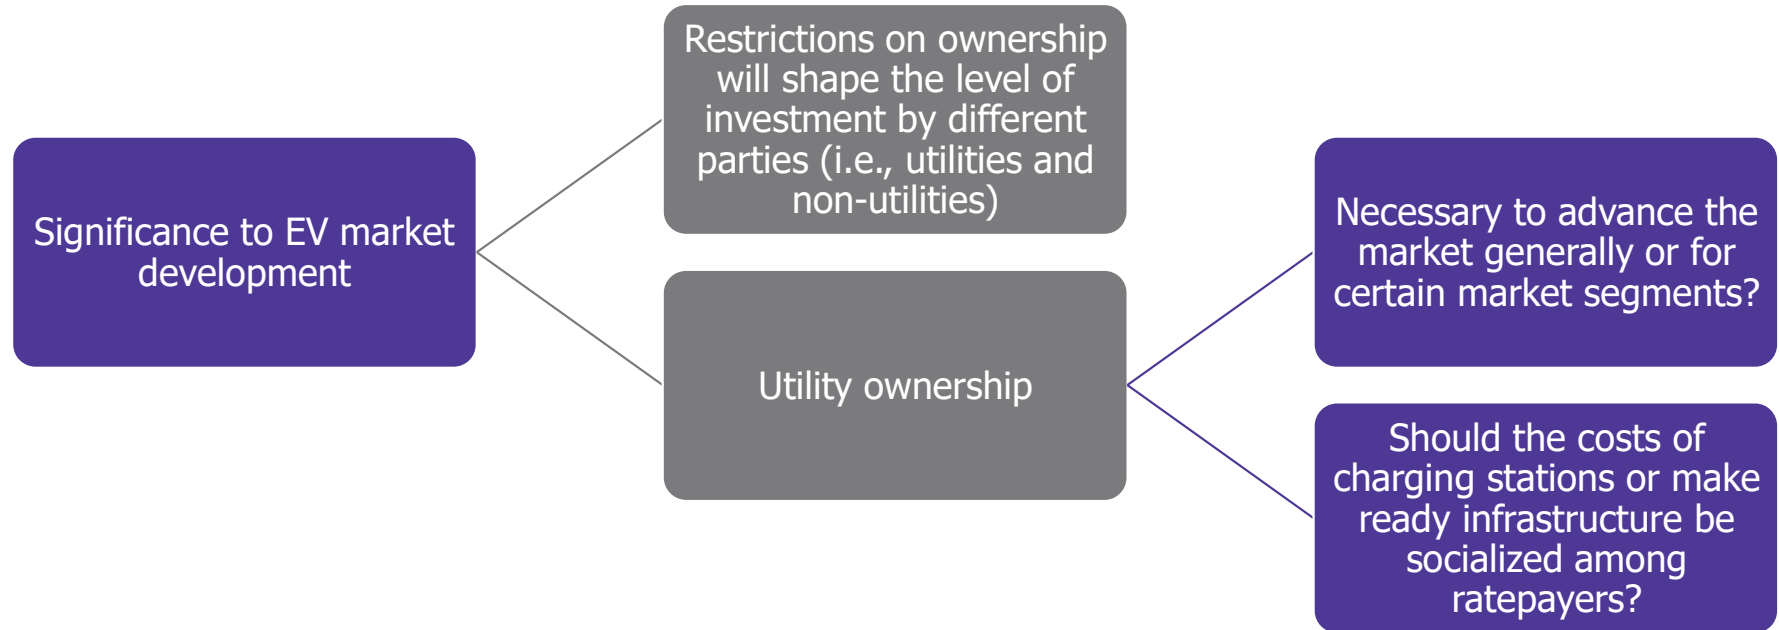 Significance to EV market
development
Restrictions on ownership
will shape the level of
investment by different
parties (i.e., utilities and
non-utilities)
Utility ownership
Necessary to advance the
market generally or for
certain market segments?
Should the costs of
charging stations or make
ready infrastructure be
socialized among
ratepayers?